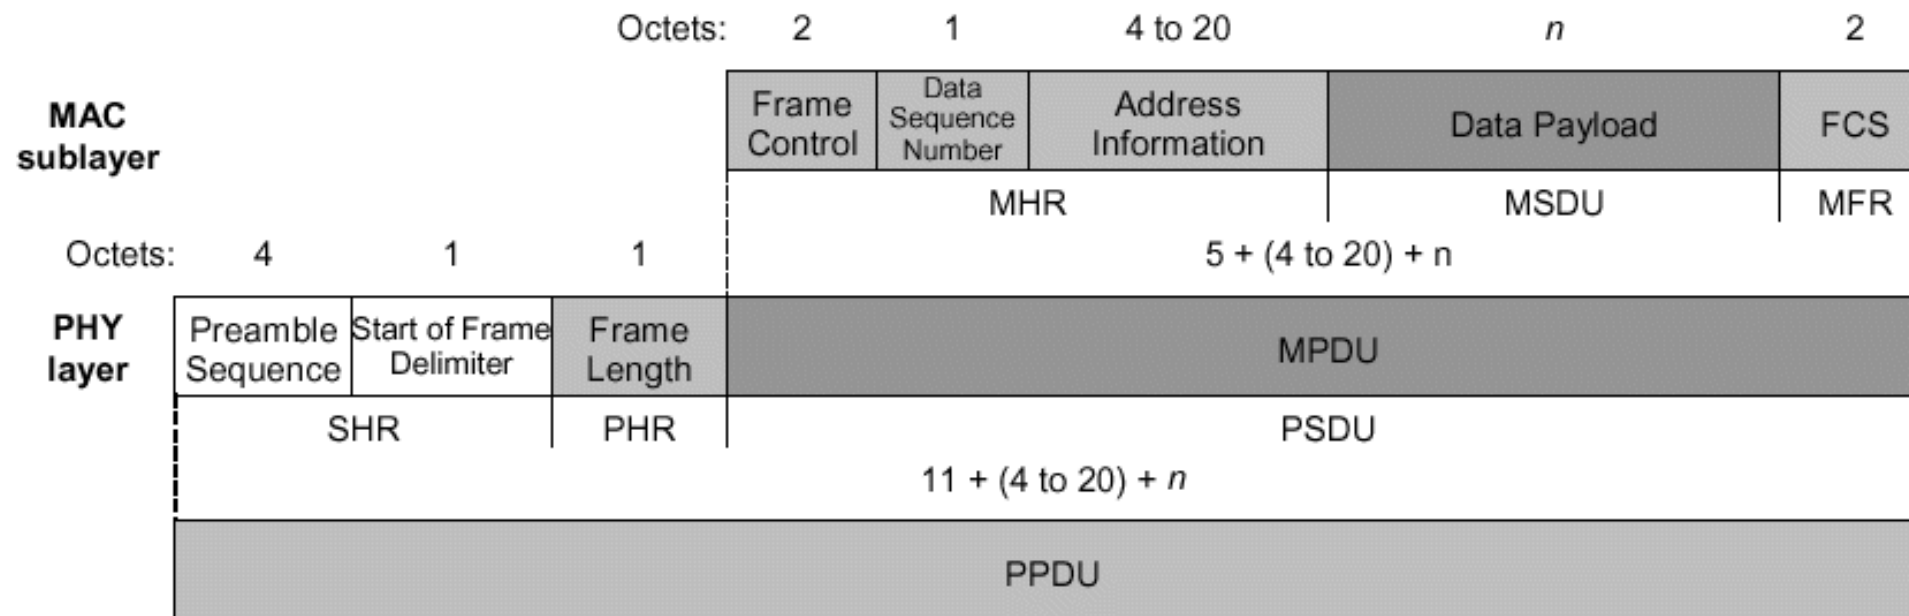 Octets: 2 1 4 to 20 n 2
MAC
sublayer
Frame
Control
Data
Sequence
Number
Address
Information
Data Payload
FCS
MHR MSDU MFR
Octets: 4 1 1 5 + (4 to 20) + n
PHY
layer
Preamble
Sequence
Start of Frame
Delimiter
Frame
Length
MPDU
SHR PHR PSDU
11 + (4 to 20) + n
PPDU